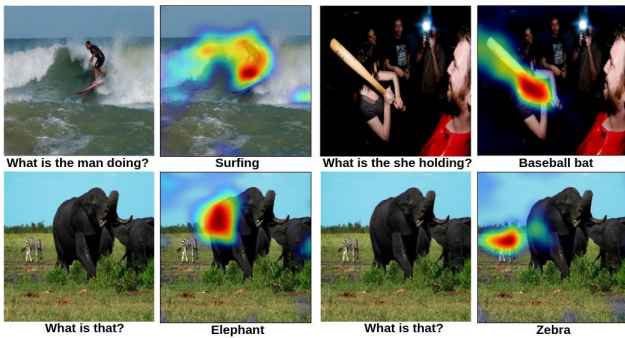 What is the man doing?
Surfing
What is the she holding?
Baseball bat
What is that?
Elephant
What is that?
Zebra